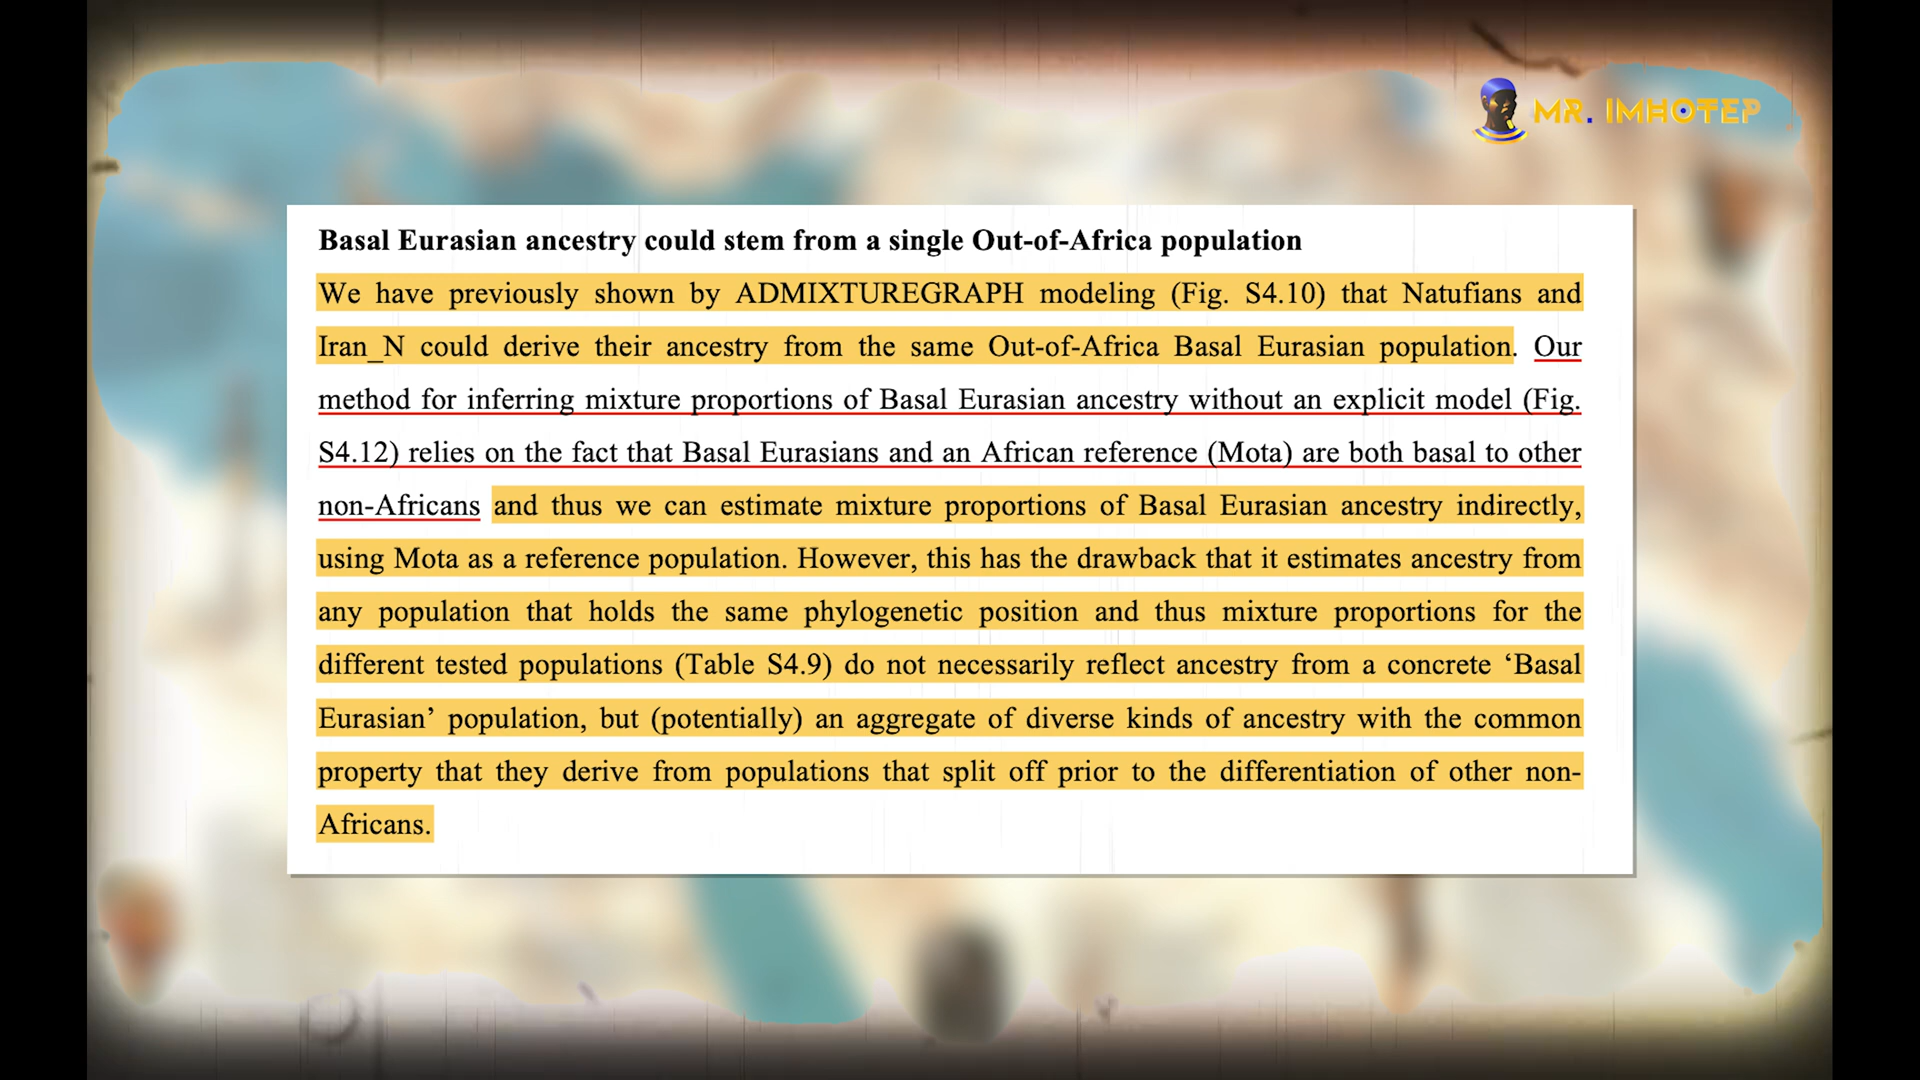 MR. IMHOTEP
Basal Eurasian ancestry could stem from a single Out-of-Africa population
We have previously shown by ADMIXTUREGRAPH modeling (Fig. S4.10) that Natufians and
Iran_N could derive their ancestry from the same Out-of-Africa Basal Eurasian population. Our
method for inferring mixture proportions of Basal Eurasian ancestry without an explicit model (Fig.
S4.12) relies on the fact that Basal Eurasians and an African reference (Mota) are both basal to other
non-Africans and thus we can estimate mixture proportions of Basal Eurasian ancestry indirectly,
using Mota as a reference population. However, this has the drawback that it estimates ancestry from
any population that holds the same phylogenetic position and thus mixture proportions for the
different tested populations (Table S4.9) do not necessarily reflect ancestry from a concrete ‘Basal
Eurasian’ population, but (potentially) an aggregate of diverse kinds of ancestry with the common
property that they derive from populations that split off prior to the differentiation of other non-
Africans.